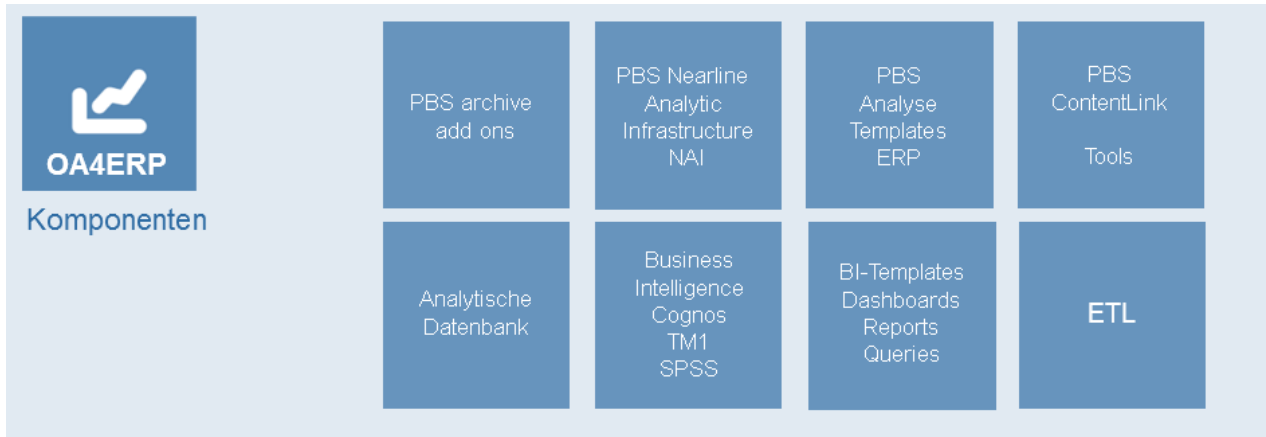 OA4ERP
Komponenten
PBS archive
add ons
PBS Nearline
Analytic
Infrastructure
NAI
PBS
Analyse
Templates
ERP
PBS
ContentLink
Tools
Analytische
Datenbank
Business
Intelligence
Cognos
TM1
SPSS
BI-Templates
Dashboards
Reports
Queries
ETL